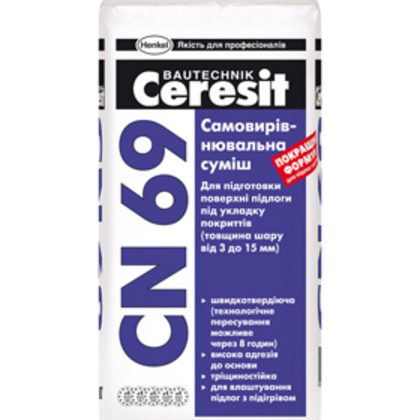 Henkel
Якість для професіоналів
BAUTECHNIK
Ceresit
CN 69
Самовирів-
нювальна
суміш
ПОКРАЩЕНА
ФОРМУЛА
Для підготовки
поверхні підлоги
під укладку
покриттів
(товщина шару
від 3 до 15 мм)
швидкотвердіюча
(технологічне
пересування
можливе
через 8 годин)
висока адгезія
до основи
тріщиностійка
для влаштування
підлог з підігрівом